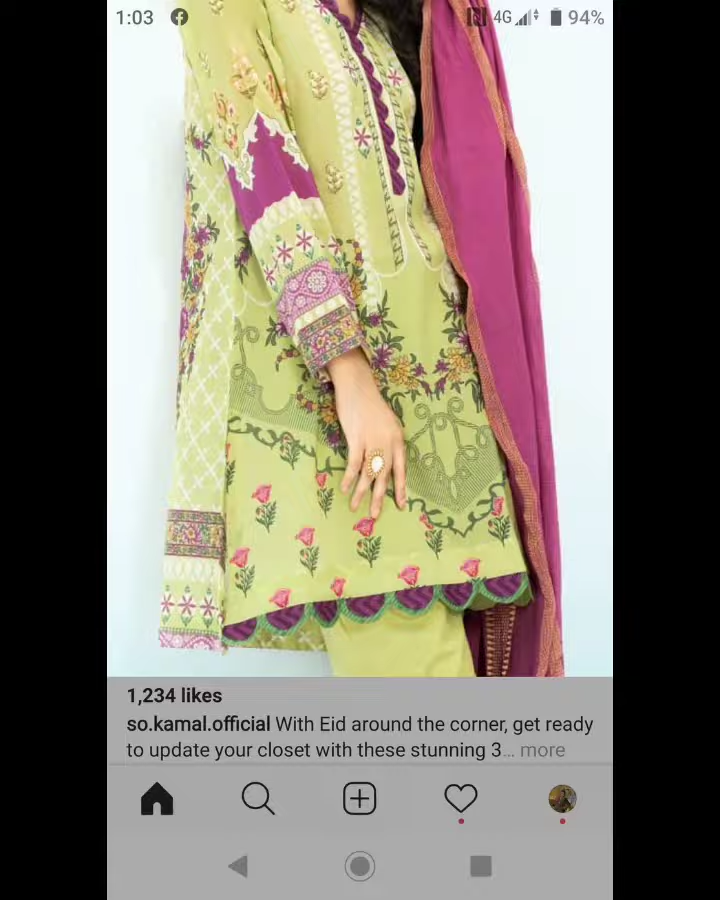 1:03 4G 94%
1,234 likes
so.kamal.official With Eid around the corner, get ready
to update your closet with these stunning 3... more